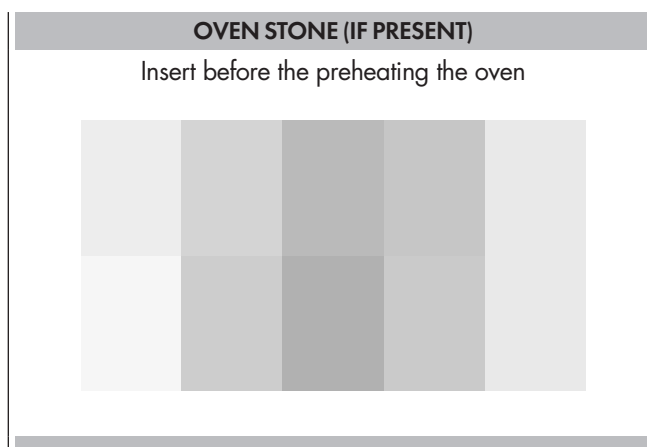 OVEN STONE (IF PRESENT)
Insert before the preheating the oven